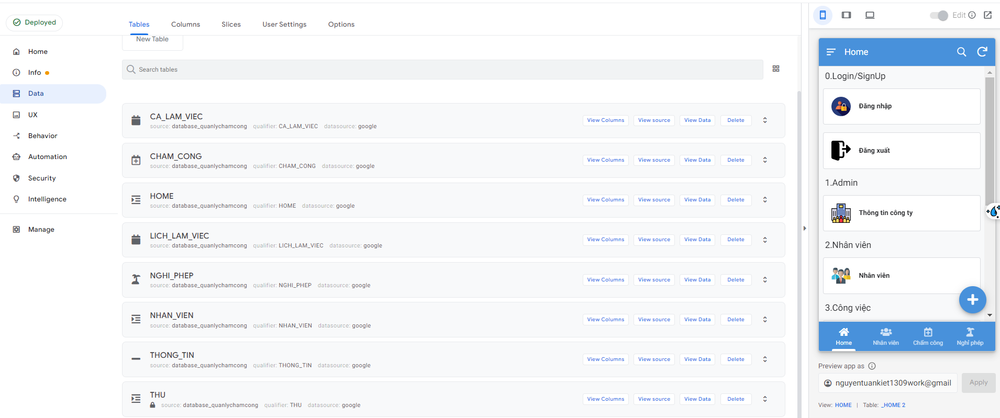 Deployed
Tables Columns Slices User Settings Options
Edit
New Table
Home
Info
Data
UX
Behavior
Automation
Security
Intelligence
Manage
Search tables
CA_LAM_VIEC
source: database_quanlychamcong qualifier: CA_LAM_VIEC datasource: google
View Columns View source View Data Delete
CHAM_CONG
source: database_quanlychamcong qualifier: CHAM_CONG datasource: google
View Columns View source View Data Delete
HOME
source: database_quanlychamcong qualifier: HOME datasource: google
View Columns View source View Data Delete
LICH_LAM_VIEC
source: database_quanlychamcong qualifier: LICH_LAM_VIEC datasource: google
View Columns View source View Data Delete
NGHI_PHEP
source: database_quanlychamcong qualifier: NGHI_PHEP datasource: google
View Columns View source View Data Delete
NHAN_VIEN
source: database_quanlychamcong qualifier: NHAN_VIEN datasource: google
View Columns View source View Data Delete
THONG_TIN
source: database_quanlychamcong qualifier: THONG_TIN datasource: google
View Columns View source View Data Delete
THU
source: database_quanlychamcong qualifier: THU datasource: google
View Columns View source View Data Delete
Home
0.Login/SignUp
Đăng nhập
Đăng xuất
1.Admin
Thông tin công ty
2.Nhân viên
Nhân viên
3.Công việc
Home Nhân viên Chấm công Nghỉ phép
Preview app as
nguyentuankiet1309work@gmail
Apply
View: HOME | Table: _HOME 2